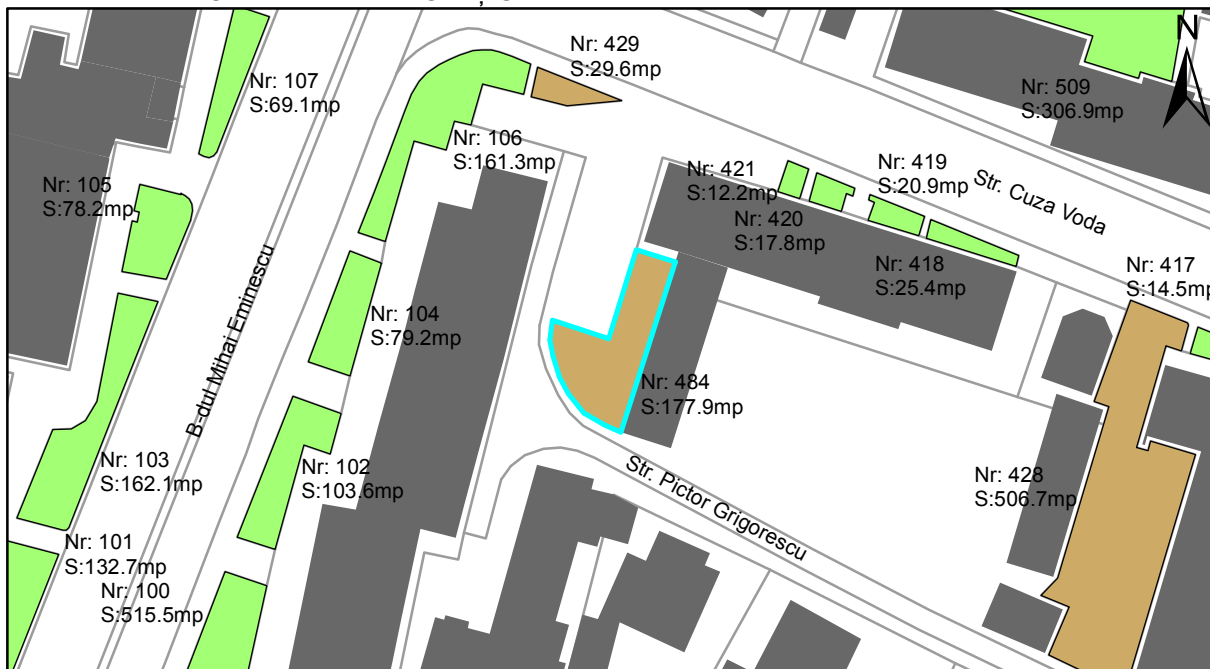 N
Nr: 429
S:29.6mp
Nr: 107
S:69.1mp
Nr: 509
S:306.9mp
Nr: 106
S:161.3mp
Nr: 421
S:12.2mp
Nr: 419
S:20.9mp
Nr: 105
S:78.2mp
Nr: 420
S:17.8mp
Str. Cuza Voda
Nr: 418
S:25.4mp
Nr: 417
S:14.5mp
Nr: 104
S:79.2mp
B-dul Mihai Eminescu
Nr: 484
S:177.9mp
Nr: 103
S:162.1mp
Nr: 102
S:103.6mp
Str. Pictor Grigorescu
Nr: 428
S:506.7mp
Nr: 101
S:132.7mp
Nr: 100
S:515.5mp